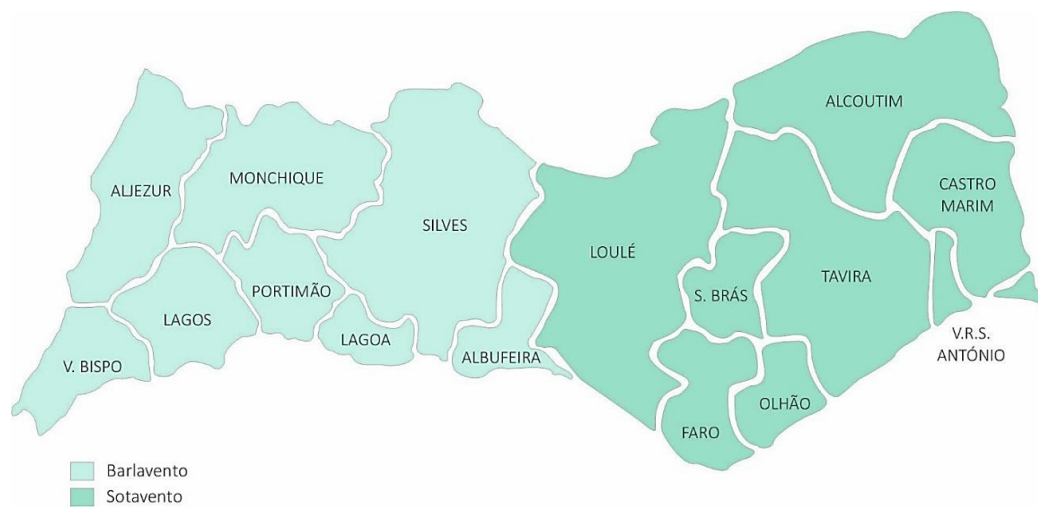 ALCOUTIM
ALJEZUR
MONCHIQUE
CASTRO
MARIM
SILVES
LOULÉ
TAVIRA
PORTIMÃO
S. BRÁS
LAGOS
LAGOA
V.R.S.
ANTÓNIO
V. BISPO
ALBUFEIRA
OLHÃO
FARO
Barlavento
Sotavento